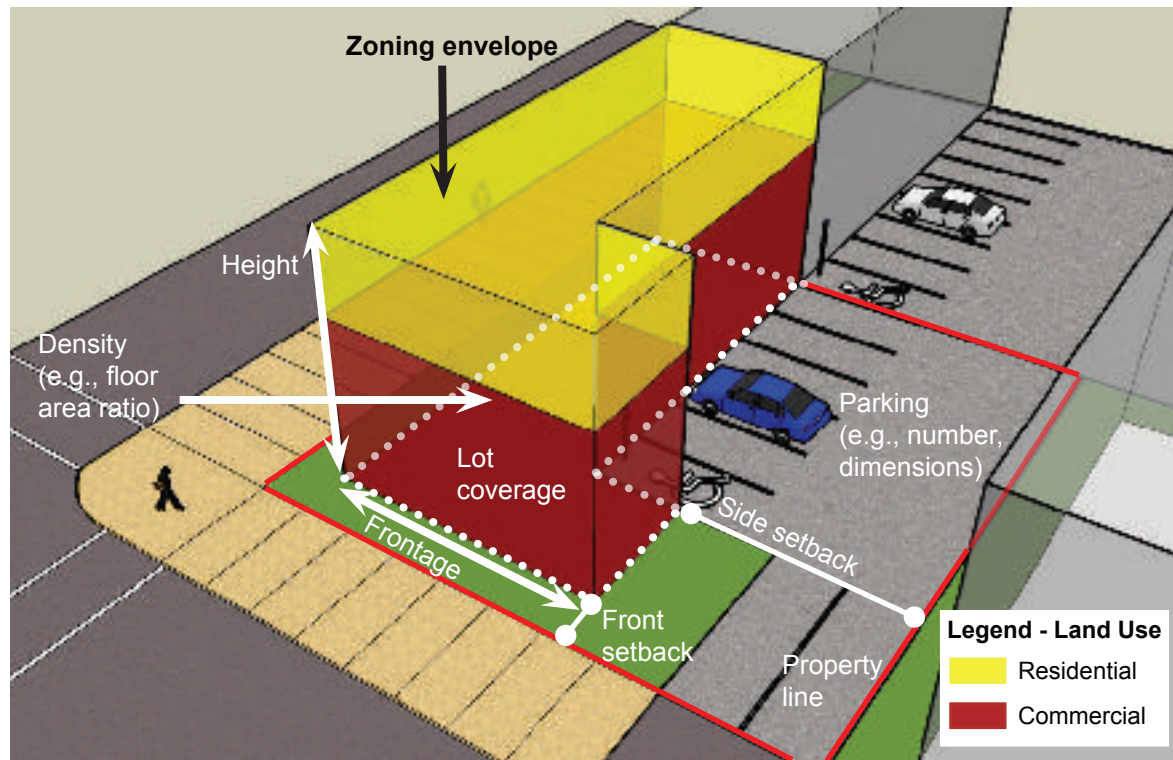 Zoning envelope
Height
Density
(e.g., floor
area ratio)
Lot
coverage
Parking
(e.g., number,
dimensions)
Frontage
Side setback
Front
setback
Property
line
Legend - Land Use
Residential
Commercial